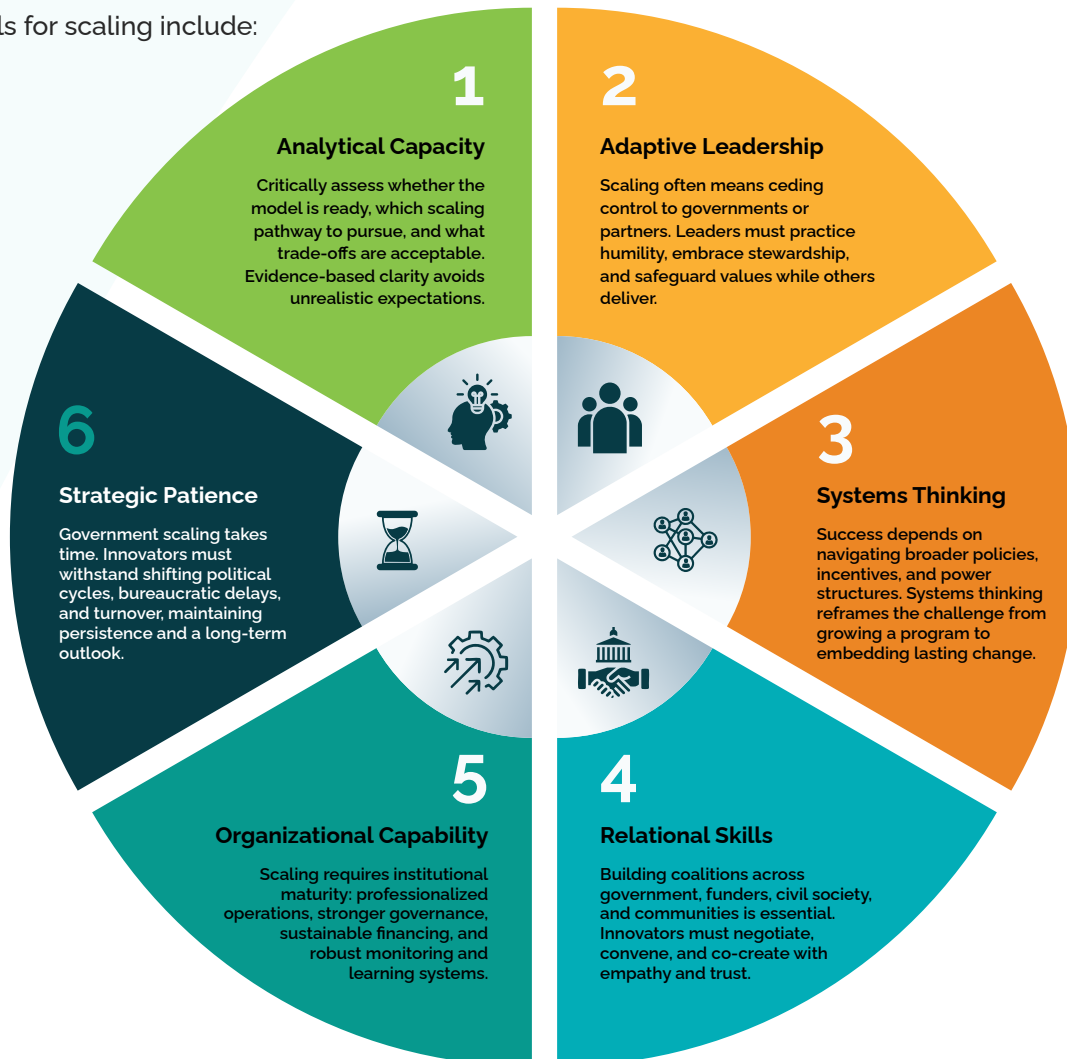 ls for scaling include:
1
Analytical Capacity
Critically assess whether the
model is ready, which scaling
pathway to pursue, and what
trade-offs are acceptable.
Evidence-based clarity avoids
unrealistic expectations.
2
Adaptive Leadership
Scaling often means ceding
control to governments or
partners. Leaders must practice
humility, embrace stewardship,
and safeguard values while others
deliver.
3
Systems Thinking
Success depends on
navigating broader policies,
incentives, and power
structures. Systems thinking
reframes the challenge from
growing a program to
embedding lasting change.
4
Relational Skills
Building coalitions across
government, funders, civil society,
and communities is essential.
Innovators must negotiate,
convene, and co-create with
empathy and trust.
5
Organizational Capability
Scaling requires institutional
maturity: professionalized
operations, stronger governance,
sustainable financing, and
robust monitoring and
learning systems.
6
Strategic Patience
Government scaling takes
time. Innovators must
withstand shifting political
cycles, bureaucratic delays,
and turnover, maintaining
persistence and a long-term
outlook.